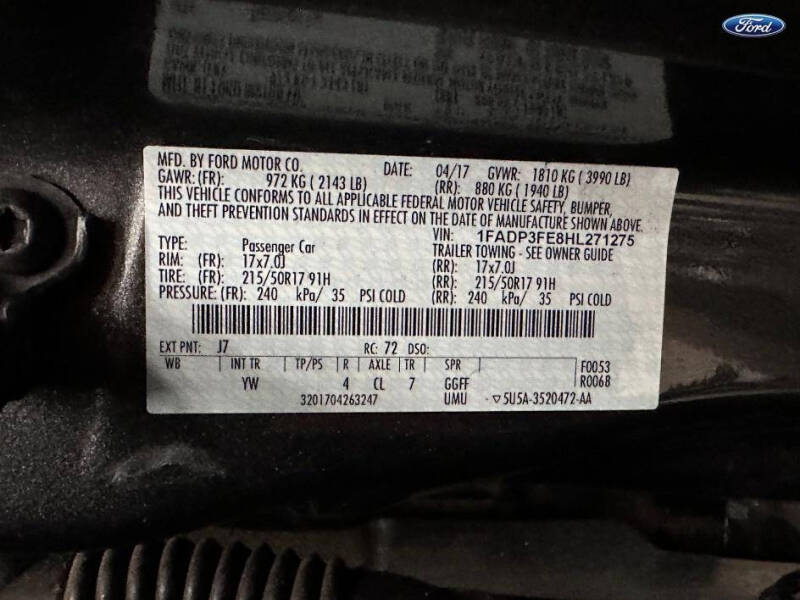 Ford
MFD. BY FORD MOTOR CO. DATE: 04/17 GVWR: 1810 KG ( 3990 LB)
GAWR: (FR): 972 KG ( 2143 LB) (RR): 880 KG ( 1940 LB)
THIS VEHICLE CONFORMS TO ALL APPLICABLE FEDERAL MOTOR VEHICLE SAFETY, BUMPER,
AND THEFT PREVENTION STANDARDS IN EFFECT ON THE DATE OF MANUFACTURE SHOWN ABOVE.
VIN: 1FADP3FE8HL271275
TYPE: Passenger Car TRAILER TOWING - SEE OWNER GUIDE
RIM: (FR): 17x7.0J (RR): 17x7.0J
TIRE: (FR): 215/50R17 91H (RR): 215/50R17 91H
PRESSURE: (FR): 240 kPa/ 35 PSI COLD (RR): 240 kPa/ 35 PSI COLD
EXT PNT: J7 RC: 72 DSO:
WB INT TR TP/PS R AXLE TR SPR F0053
YW 4 CL 7 GGFF R0068
3201704263247 UMU ▽5U5A-3520472-AA